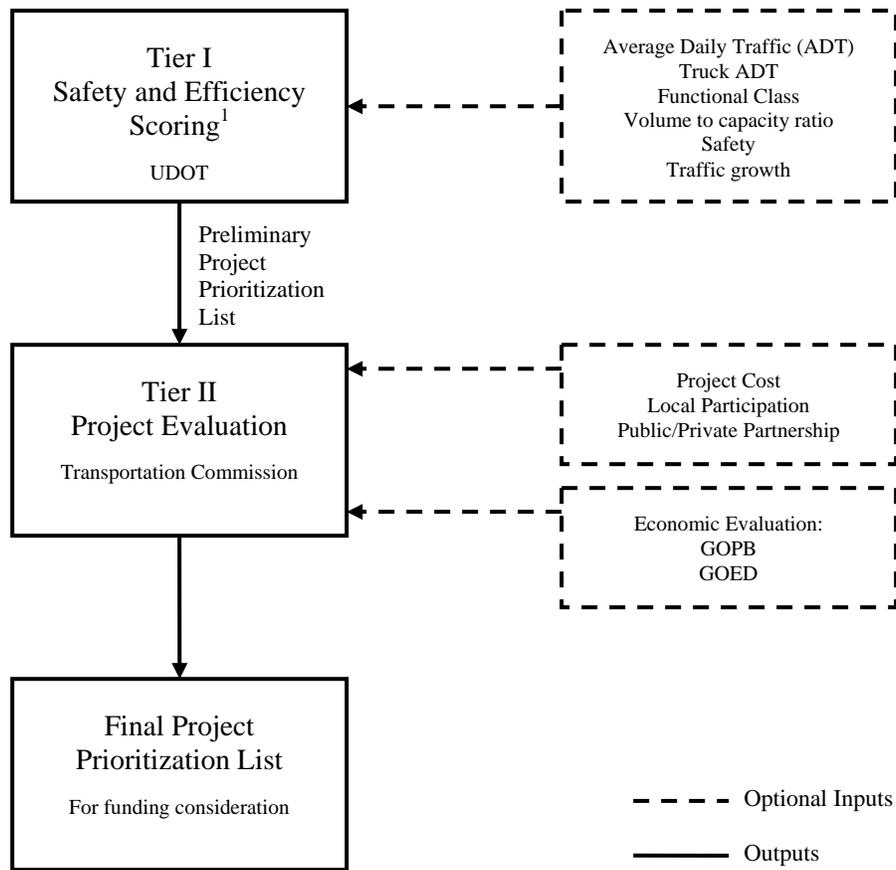 Tier I
Safety and Efficiency
Scoring1
UDOT
Average Daily Traffic (ADT)
Truck ADT
Functional Class
Volume to capacity ratio
Safety
Traffic growth
Preliminary
Project
Prioritization
List
Tier II
Project Evaluation
Transportation Commission
Project Cost
Local Participation
Public/Private Partnership
Economic Evaluation:
GOPB
GOED
Final Project
Prioritization List
For funding consideration
Optional Inputs
Outputs